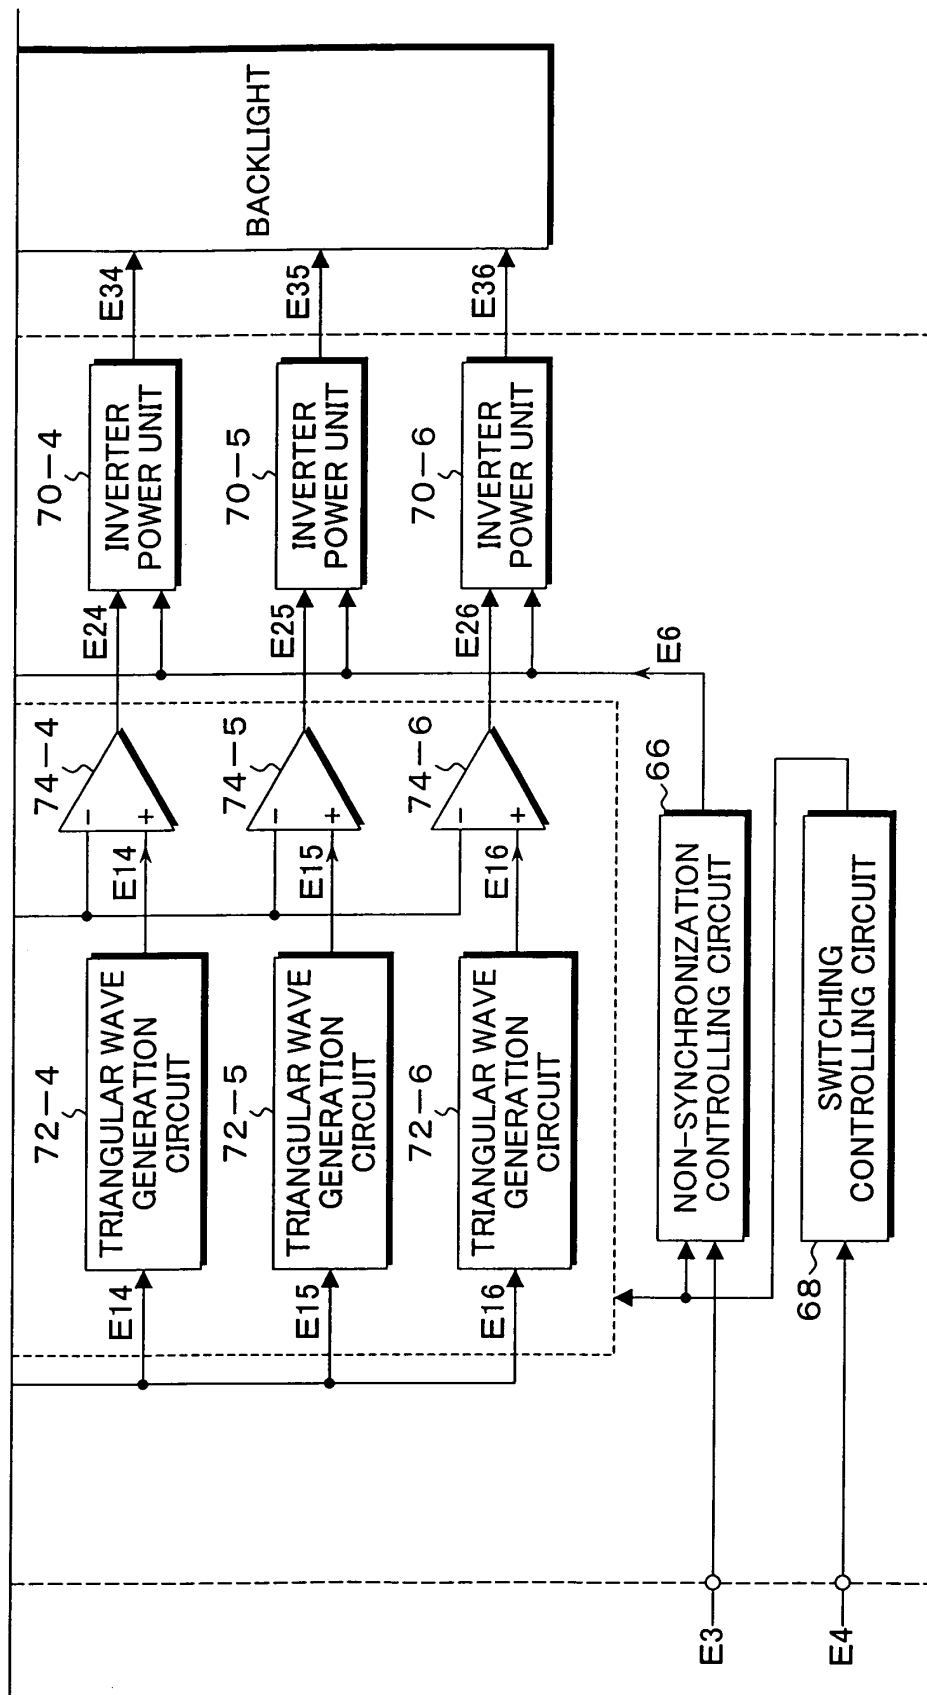 E14
72-4
TRIANGULAR WAVE
GENERATION
CIRCUIT
E14
74-4
-
+
E24
70-4
INVERTER
POWER UNIT
E34
E15
72-5
TRIANGULAR WAVE
GENERATION
CIRCUIT
E15
74-5
-
+
E25
70-5
INVERTER
POWER UNIT
E35
E16
72-6
TRIANGULAR WAVE
GENERATION
CIRCUIT
E16
74-6
-
+
E26
70-6
INVERTER
POWER UNIT
E36
BACKLIGHT
E3
NON-SYNCHRONIZATION
CONTROLLING CIRCUIT
66
E6
E4
68
SWITCHING
CONTROLLING CIRCUIT